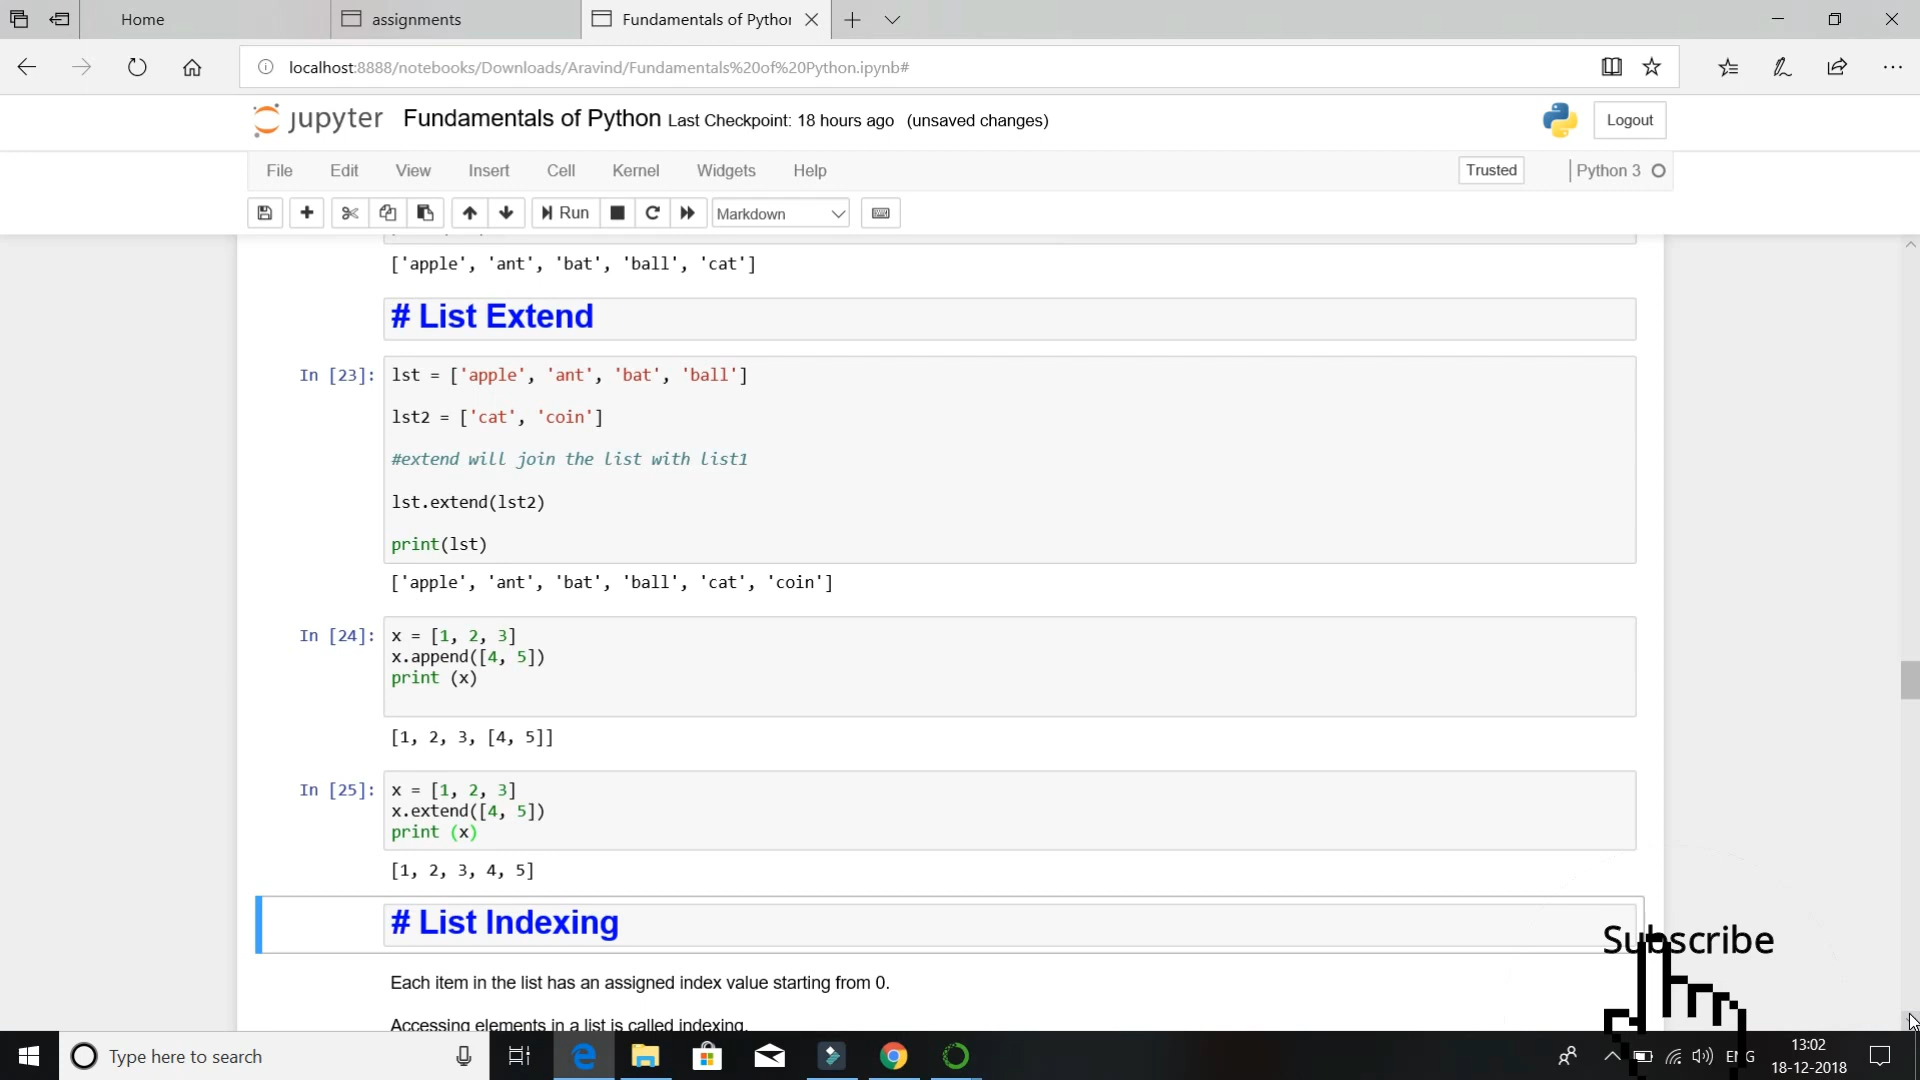 Home
assignments
Fundamentals of Pythor
localhost:8888/notebooks/Downloads/Aravind/Fundamentals%20of%20Python.ipynb#
jupyter Fundamentals of Python Last Checkpoint: 18 hours ago (unsaved changes)
Logout
File Edit View Insert Cell Kernel Widgets Help
Trusted
Python 3
Run
Markdown
['apple', 'ant', 'bat', 'ball', 'cat']
# List Extend
In [23]: lst = ['apple', 'ant', 'bat', 'ball']
lst2 = ['cat', 'coin']
#extend will join the list with list1
lst.extend(lst2)
print(lst)
['apple', 'ant', 'bat', 'ball', 'cat', 'coin']
In [24]: x = [1, 2, 3]
x.append([4, 5])
print (x)
[1, 2, 3, [4, 5]]
In [25]: x = [1, 2, 3]
x.extend([4, 5])
print (x)
[1, 2, 3, 4, 5]
# List Indexing
Subscribe
Each item in the list has an assigned index value starting from 0.
Accessing elements in a list is called indexing.
Type here to search
ENG
13:02
18-12-2018